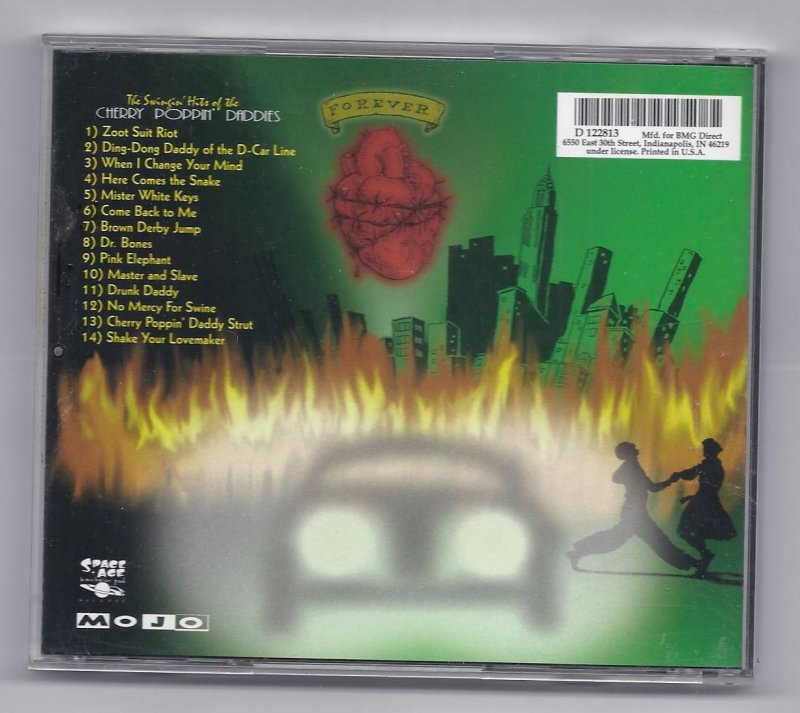 The Swingin' Hits of the
CHERRY POPPIN' DADDIES
1) Zoot Suit Riot
2) Ding-Dong Daddy of the D-Car Line
3) When I Change Your Mind
4) Here Comes the Snake
5) Mister White Keys
6) Come Back to Me
7) Brown Derby Jump
8) Dr. Bones
9) Pink Elephant
10) Master and Slave
11) Drunk Daddy
12) No Mercy For Swine
13) Cherry Poppin' Daddy Strut
14) Shake Your Lovemaker
FOREVER
D 122813 Mfd. for BMG Direct
6550 East 30th Street, Indianapolis, IN 46219
under license. Printed in U.S.A.
SPACE
AGE
bachelor pad
RECORDS
MOJO